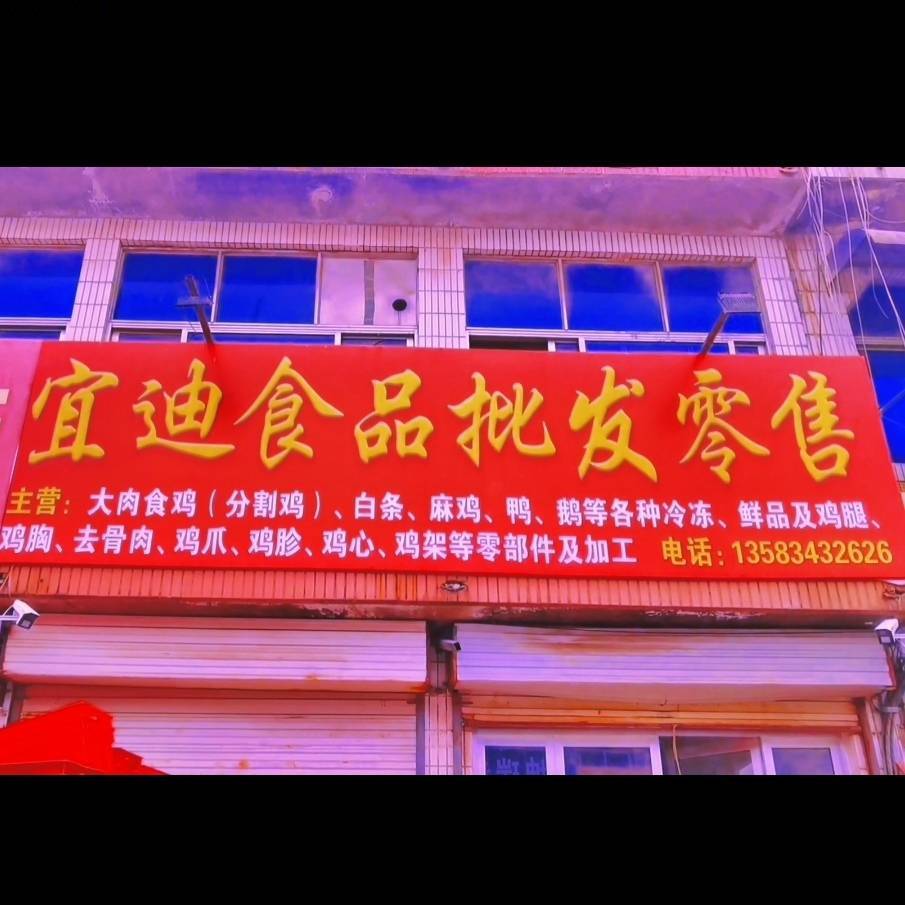 宜迪食品批发零售
主营：大肉食鸡（分割鸡）、白条、麻鸡、鸭、鹅等各种冷冻、鲜品及鸡腿、
鸡胸、去骨肉、鸡爪、鸡胗、鸡心、鸡架等零部件及加工 电话：13583432626